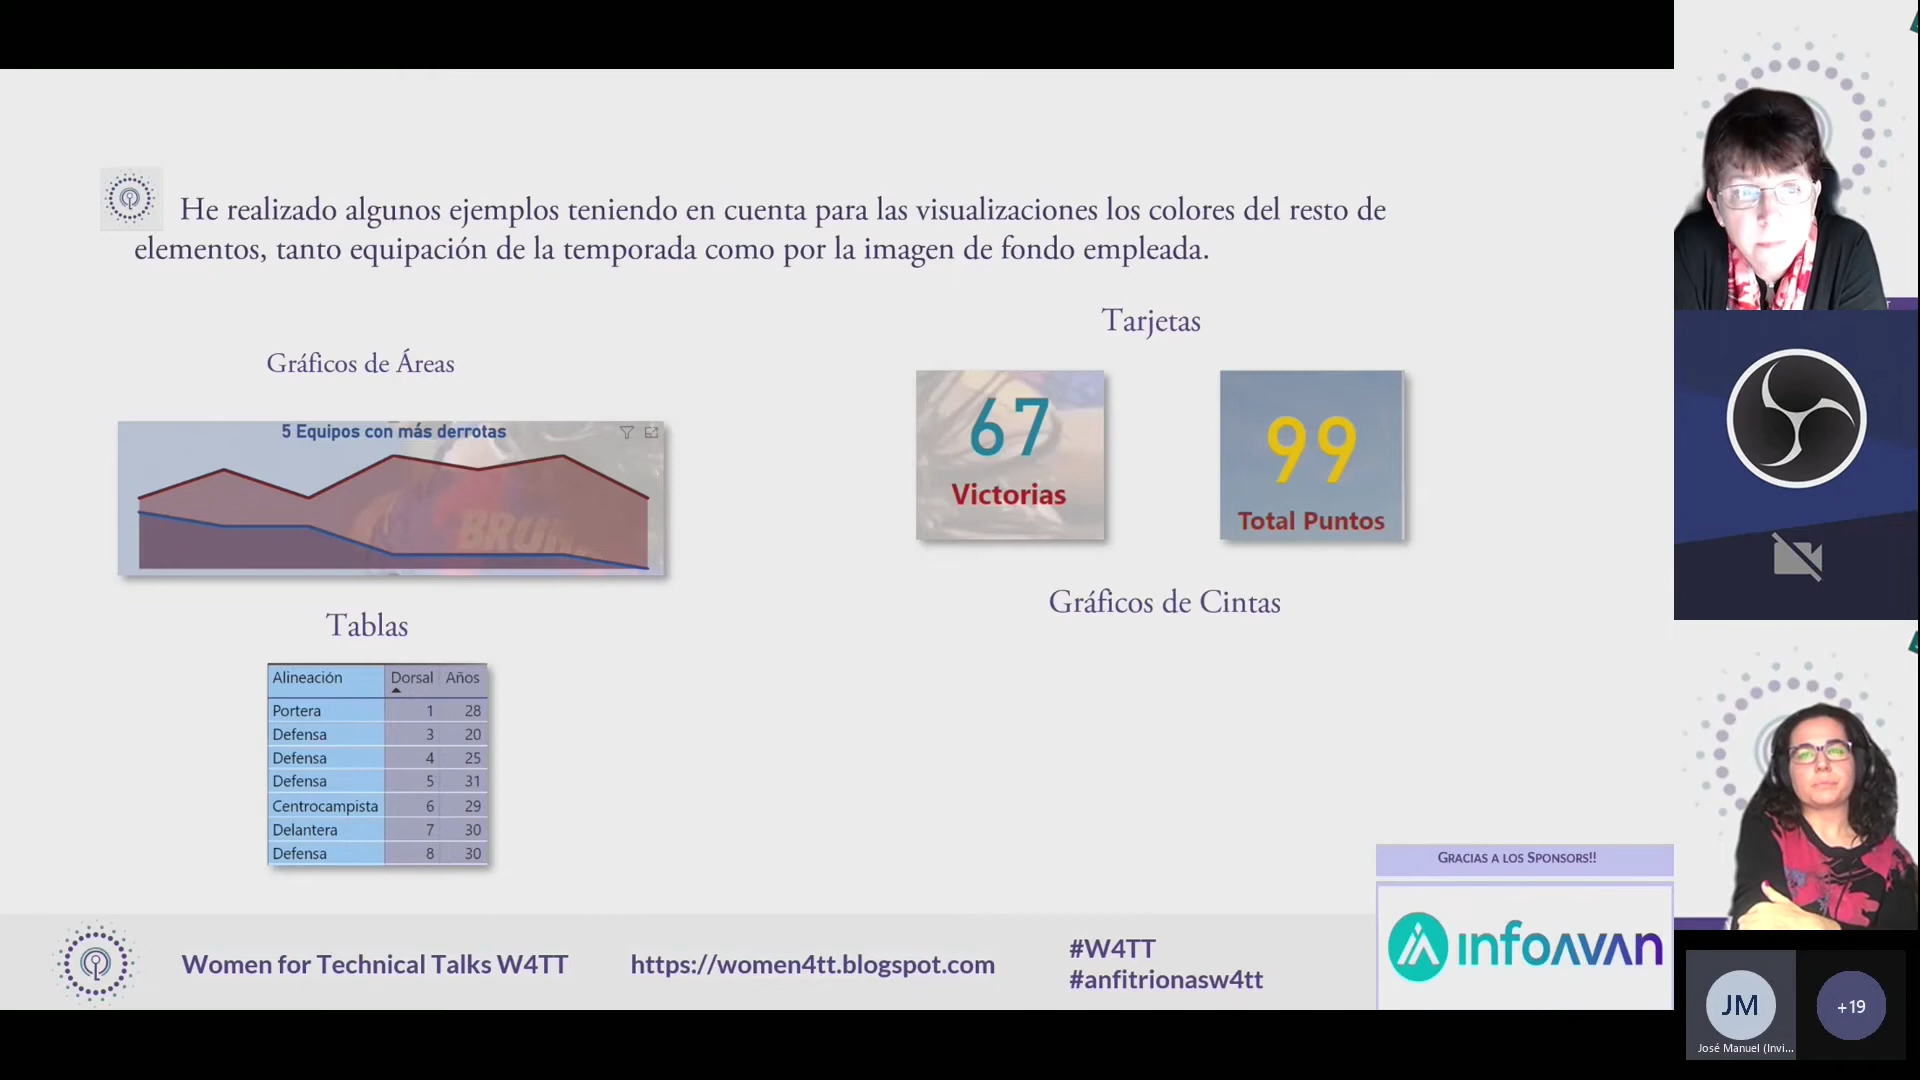 He realizado algunos ejemplos teniendo en cuenta para las visualizaciones los colores del resto de
elementos, tanto equipación de la temporada como por la imagen de fondo empleada.
Gráficos de Áreas
5 Equipos con más derrotas
Tablas
Alineación Dorsal Años
Portera 1 28
Defensa 3 20
Defensa 4 25
Defensa 5 31
Centrocampista 6 29
Delantera 7 30
Defensa 8 30
Tarjetas
67
Victorias
99
Total Puntos
Gráficos de Cintas
GRACIAS A LOS SPONSORS!!
infoavan
Women for Technical Talks W4TT
https://women4tt.blogspot.com
#W4TT
#anfitrionasw4tt
JM
José Manuel (Invi...
+19